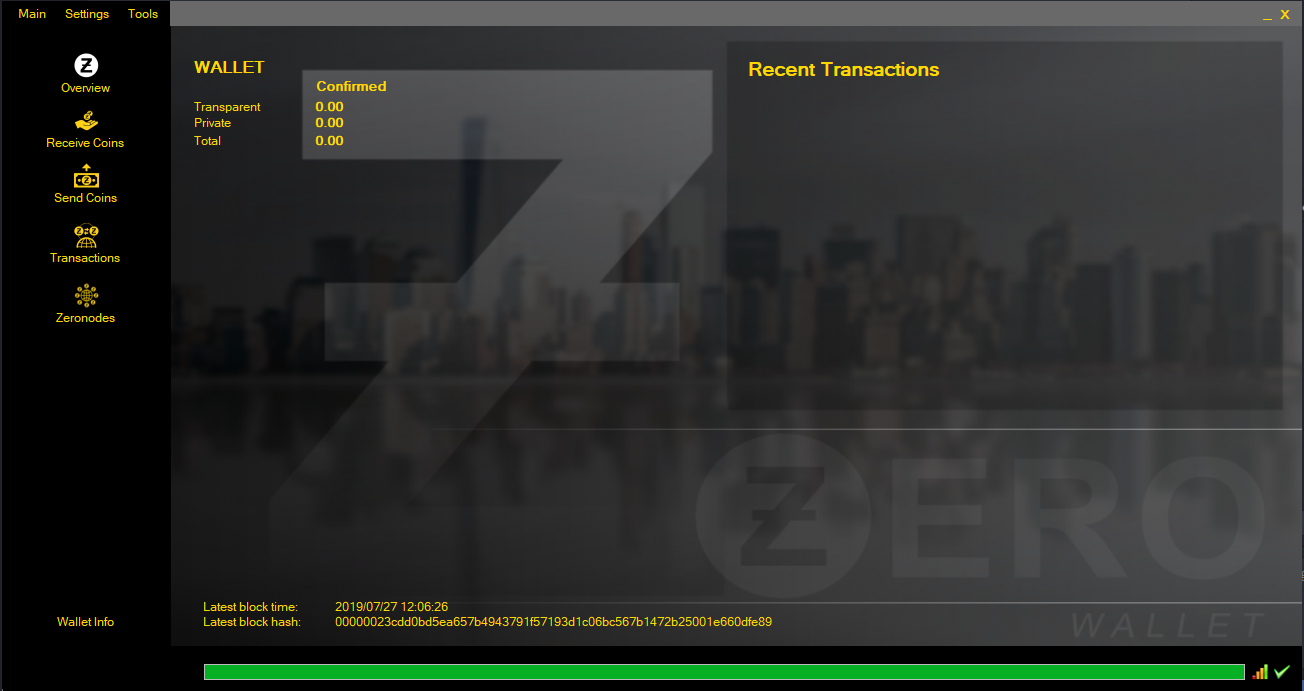 Main Settings Tools
_ X
Overview
Receive Coins
Send Coins
Transactions
Zeronodes
Wallet Info
WALLET
Confirmed
Transparent 0.00
Private 0.00
Total 0.00
Recent Transactions
ZERO
WALLET
Latest block time: 2019/07/27 12:06:26
Latest block hash: 00000023cdd0bd5ea657b4943791f57193d1c06bc567b1472b25001e660dfe89